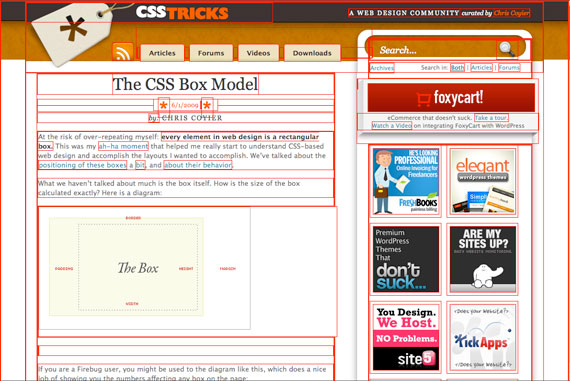 CSSTRICKS
A WEB DESIGN COMMUNITY curated by Chris Coyier
Articles
Forums
Videos
Downloads
Search...
Archives
Search in: Both | Articles | Forums
The CSS Box Model
* 6/1/2009 *
by: CHRIS COYIER
At the risk of over-repeating myself: every element in web design is a rectangular
box. This was my ah-ha moment that helped me really start to understand CSS-based
web design and accomplish the layouts I wanted to accomplish. We've talked about the
positioning of these boxes a bit, and about their behavior.
What we haven't talked about much is the box itself. How is the size of the box
calculated exactly? Here is a diagram:
BORDER
PADDING
The Box
HEIGHT
MARGIN
WIDTH
If you are a Firebug user, you might be used to the diagram like this, which does a nice
job of showing you the numbers affecting any box on the page:
foxycart!
eCommerce that doesn't suck. Take a tour.
Watch a Video on integrating FoxyCart with WordPress
HE'S LOOKING
PROFESSIONAL
Online Invoicing for
Freelancers
FRESHBOOKS
painless billing
elegant
wordpress themes
Premium
WordPress
Themes
That
don't
suck...
ARE MY
SITES UP?
You Design.
We Host.
NO Problems.
site5
<Does your Website?>
KickApps
<Does your Website?>